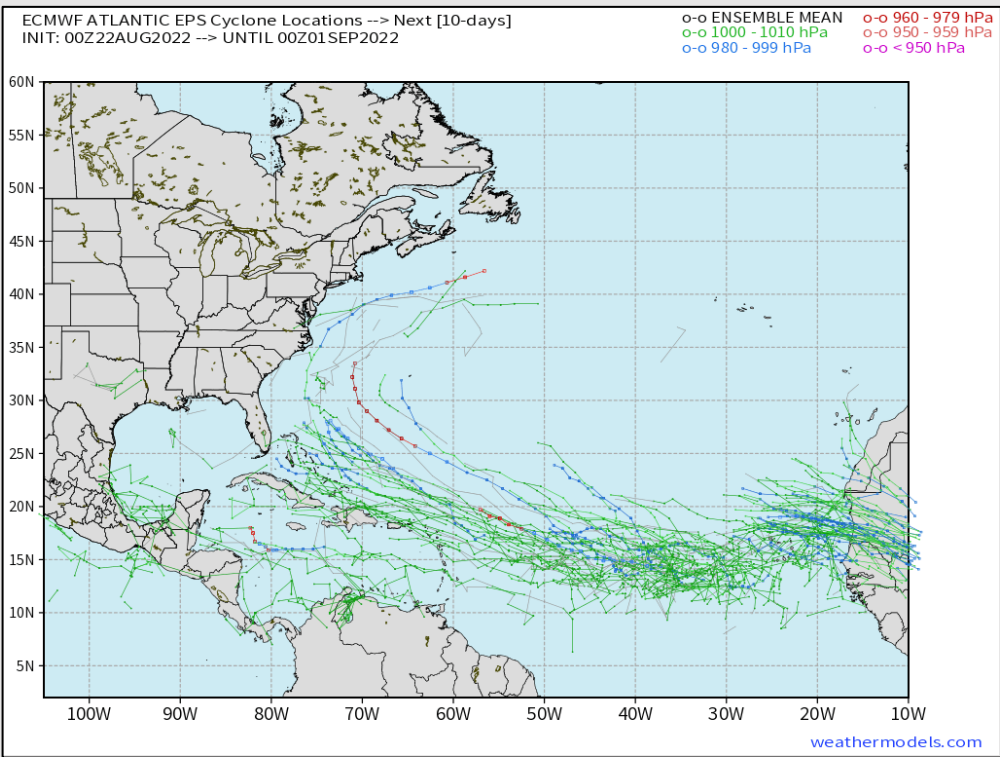 ECMWF ATLANTIC EPS Cyclone Locations --> Next [10-days]
INIT: 00Z22AUG2022 --> UNTIL 00Z01SEP2022
o-o ENSEMBLE MEAN
o-o 1000 - 1010 hPa
o-o 980 - 999 hPa
o-o 960 - 979 hPa
o-o 950 - 959 hPa
o-o < 950 hPa
60N
55N
50N
45N
40N
35N
30N
25N
20N
15N
10N
5N
100W 90W 80W 70W 60W 50W 40W 30W 20W 10W
weathermodels.com